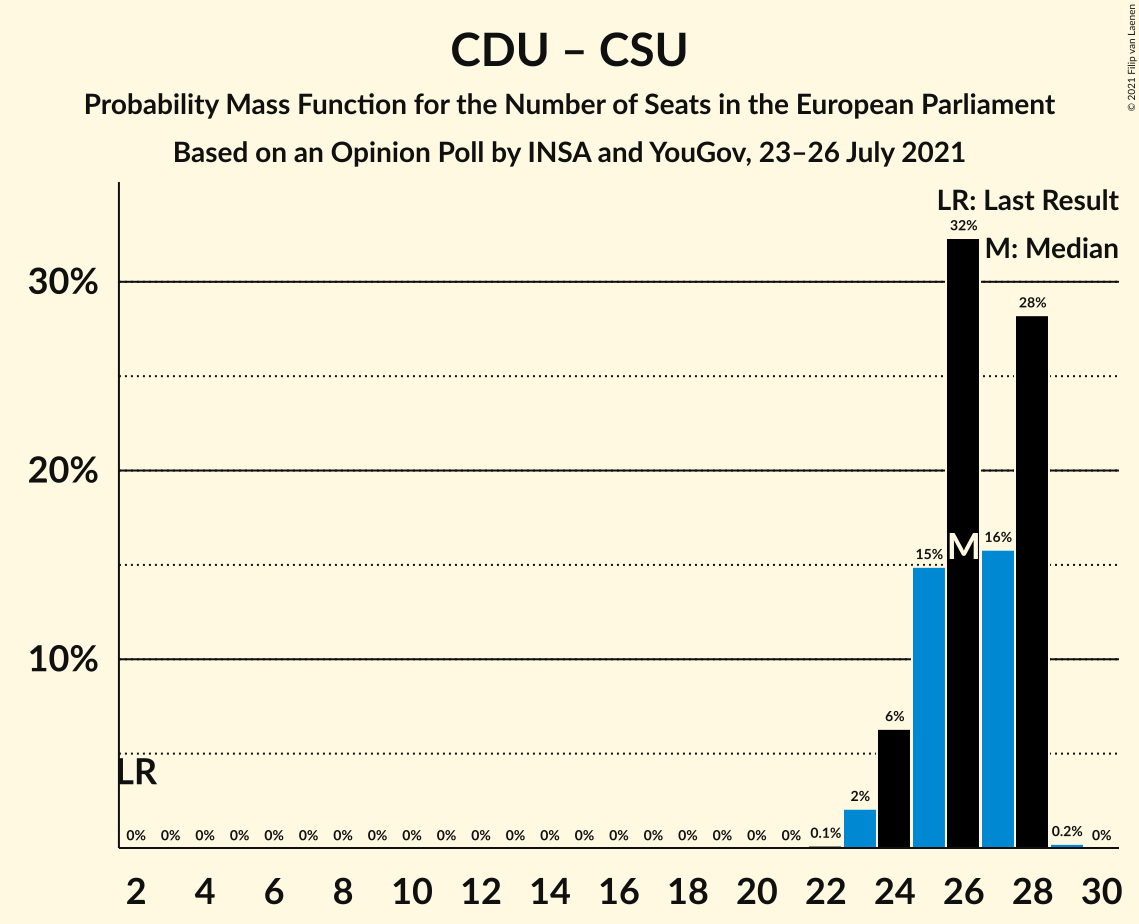 CDU – CSU
Probability Mass Function for the Number of Seats in the European Parliament
Based on an Opinion Poll by INSA and YouGov, 23–26 July 2021
© 2021 Filip van Laenen
LR: Last Result
M: Median
30%
20%
10%
LR
0% 0% 0% 0% 0% 0% 0% 0% 0% 0% 0% 0% 0% 0% 0% 0% 0% 0% 0% 0% 0.1% 2% 6% 15% 32% 16% 28% 0.2% 0%
M
2 4 6 8 10 12 14 16 18 20 22 24 26 28 30